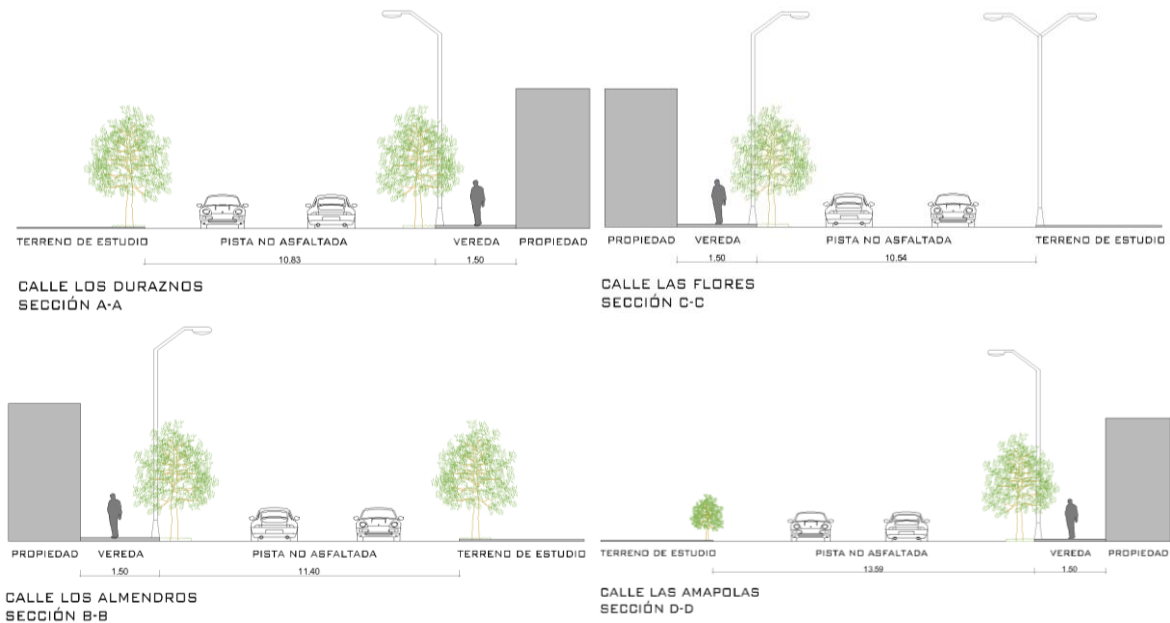 TERRENO DE ESTUDIO PISTA NO ASFALTADA VEREDA PROPIEDAD
10.83 1.50
CALLE LOS DURAZNOS
SECCIÓN A-A
PROPIEDAD VEREDA PISTA NO ASFALTADA TERRENO DE ESTUDIO
1.50 10.54
CALLE LAS FLORES
SECCIÓN C-C
PROPIEDAD VEREDA PISTA NO ASFALTADA TERRENO DE ESTUDIO
1.50 11.40
CALLE LOS ALMENDROS
SECCIÓN B-B
TERRENO DE ESTUDIO PISTA NO ASFALTADA VEREDA PROPIEDAD
13.59 1.50
CALLE LAS AMAPOLAS
SECCIÓN D-D